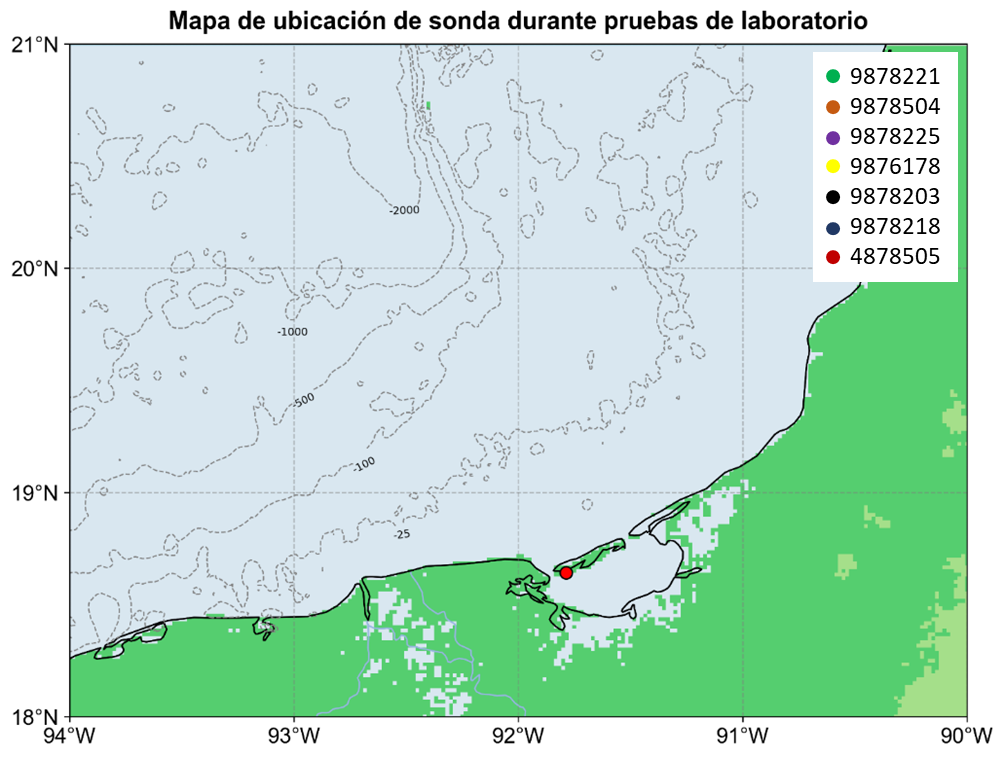 Mapa de ubicación de sonda durante pruebas de laboratorio
21°N
20°N
19°N
18°N
94°W
93°W
92°W
91°W
90°W
9878221
9878504
9878225
9876178
9878203
9878218
4878505
-2000
-1000
-500
-100
-25